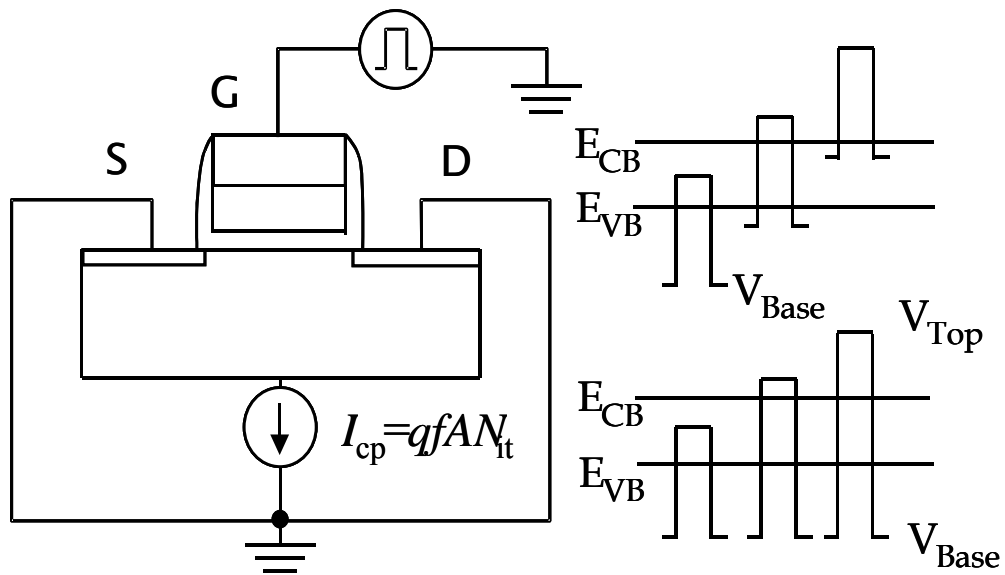 G
S
D
E_CB
E_VB
V_Base
V_Top
E_CB
I_cp=qfAN_it
E_VB
V_Base